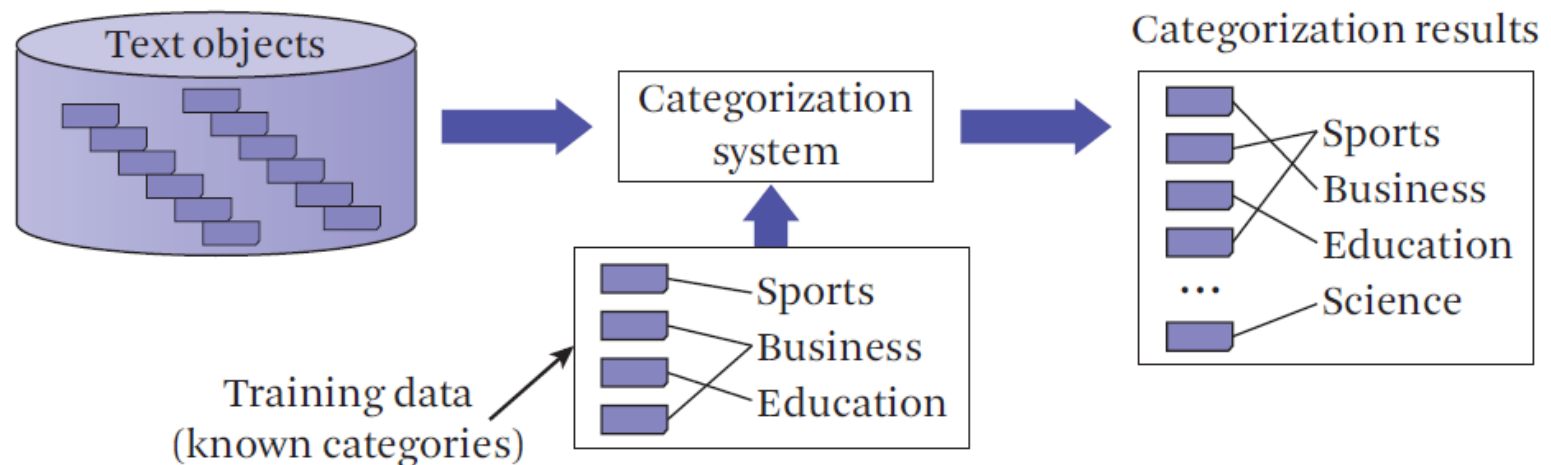 Text objects
Categorization
system
Training data
(known categories)
Sports
Business
Education
Categorization results
Sports
Business
Education
...
Science